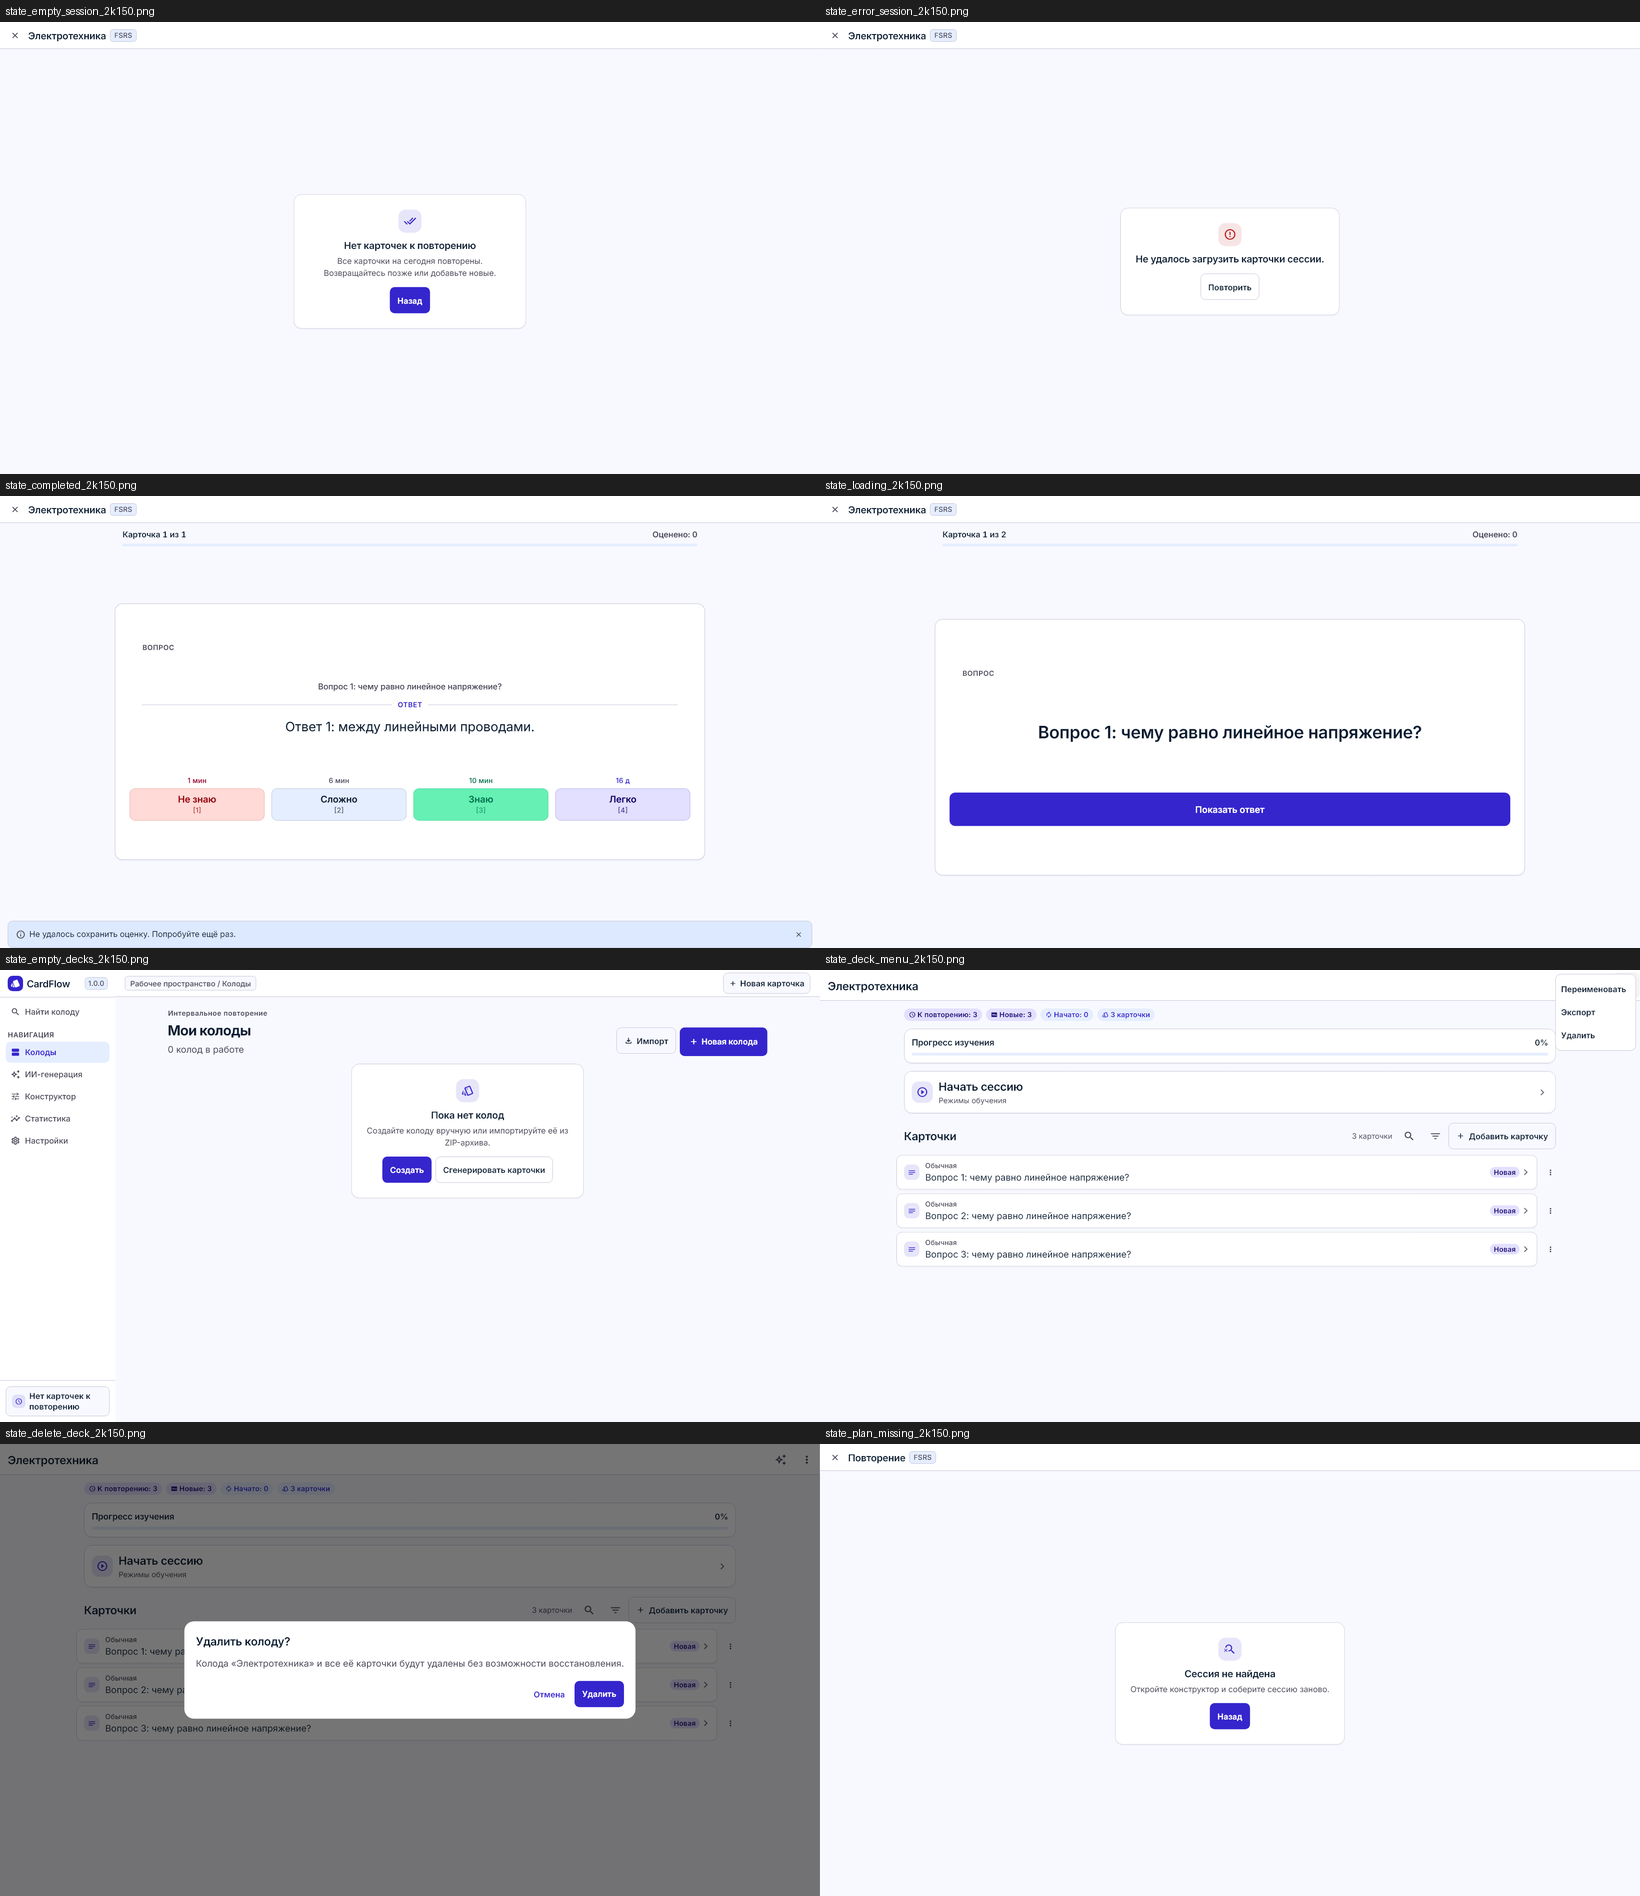 state_empty_session_2k150.png
Электротехника FSRS
Нет карточек к повторению
Все карточки на сегодня повторены.
Возвращайтесь позже или добавьте новые.
Назад
state_error_session_2k150.png
Электротехника FSRS
Не удалось загрузить карточки сессии.
Повторить
state_completed_2k150.png
Электротехника FSRS
Карточка 1 из 1 Оценено: 0
ВОПРОС
Вопрос 1: чему равно линейное напряжение?
ОТВЕТ
Ответ 1: между линейными проводами.
1 мин 6 мин 10 мин 16 д
Не знаю Сложно Знаю Легко
[1] [2] [3] [4]
Не удалось сохранить оценку. Попробуйте ещё раз.
state_loading_2k150.png
Электротехника FSRS
Карточка 1 из 2 Оценено: 0
ВОПРОС
Вопрос 1: чему равно линейное напряжение?
Показать ответ
state_empty_decks_2k150.png
CardFlow 1.0.0
Найти колоду
НАВИГАЦИЯ
Колоды
ИИ-генерация
Конструктор
Статистика
Настройки
Нет карточек к
повторению
Рабочее пространство / Колоды
+ Новая карточка
Интервальное повторение
Мои колоды
0 колод в работе
Импорт
+ Новая колода
Пока нет колод
Создайте колоду вручную или импортируйте её из
ZIP-архива.
Создать Сгенерировать карточки
state_deck_menu_2k150.png
Электротехника
Переименовать
Экспорт
Удалить
К повторению: 3 Новые: 3 Начато: 0 3 карточки
Прогресс изучения 0%
Начать сессию
Режимы обучения
Карточки 3 карточки + Добавить карточку
Обычная
Вопрос 1: чему равно линейное напряжение? Новая
Обычная
Вопрос 2: чему равно линейное напряжение? Новая
Обычная
Вопрос 3: чему равно линейное напряжение? Новая
state_delete_deck_2k150.png
Электротехника
К повторению: 3 Новые: 3 Начато: 0 3 карточки
Прогресс изучения 0%
Начать сессию
Режимы обучения
Карточки 3 карточки + Добавить карточку
Обычная
Вопрос 1: чему ра Новая
Обычная
Вопрос 2: чему ра Новая
Вопрос 3: чему равно линейное напряжение? Новая
Удалить колоду?
Колода «Электротехника» и все её карточки будут удалены без возможности восстановления.
Отмена Удалить
state_plan_missing_2k150.png
Повторение FSRS
Сессия не найдена
Откройте конструктор и соберите сессию заново.
Назад